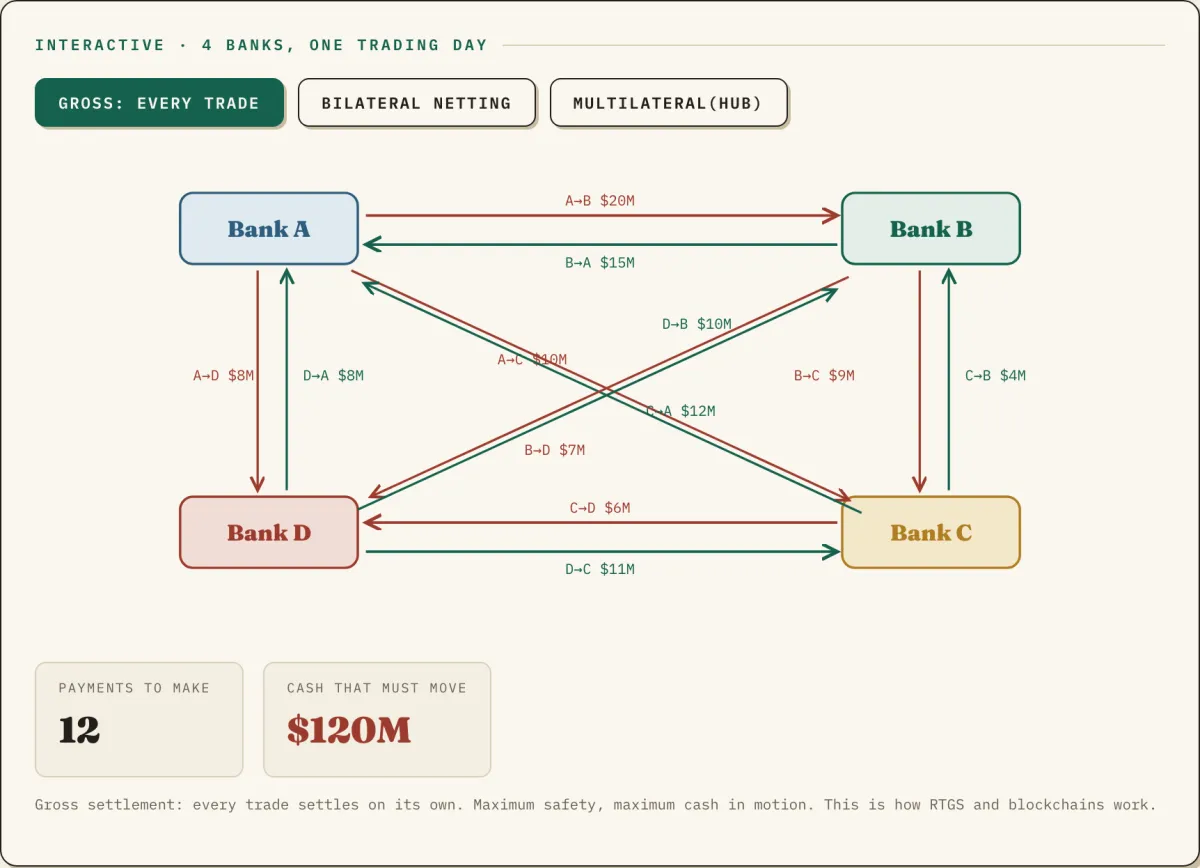 INTERACTIVE · 4 BANKS, ONE TRADING DAY
GROSS: EVERY TRADE
BILATERAL NETTING
MULTILATERAL(HUB)
A→B $20M
Bank A
Bank B
B→A $15M
D→B $10M
A→C $10M
A→D $8M
D→A $8M
B→C $9M
C→B $4M
C→A $12M
B→D $7M
C→D $6M
Bank D
Bank C
D→C $11M
PAYMENTS TO MAKE
12
CASH THAT MUST MOVE
$120M
Gross settlement: every trade settles on its own. Maximum safety, maximum cash in motion. This is how RTGS and blockchains work.